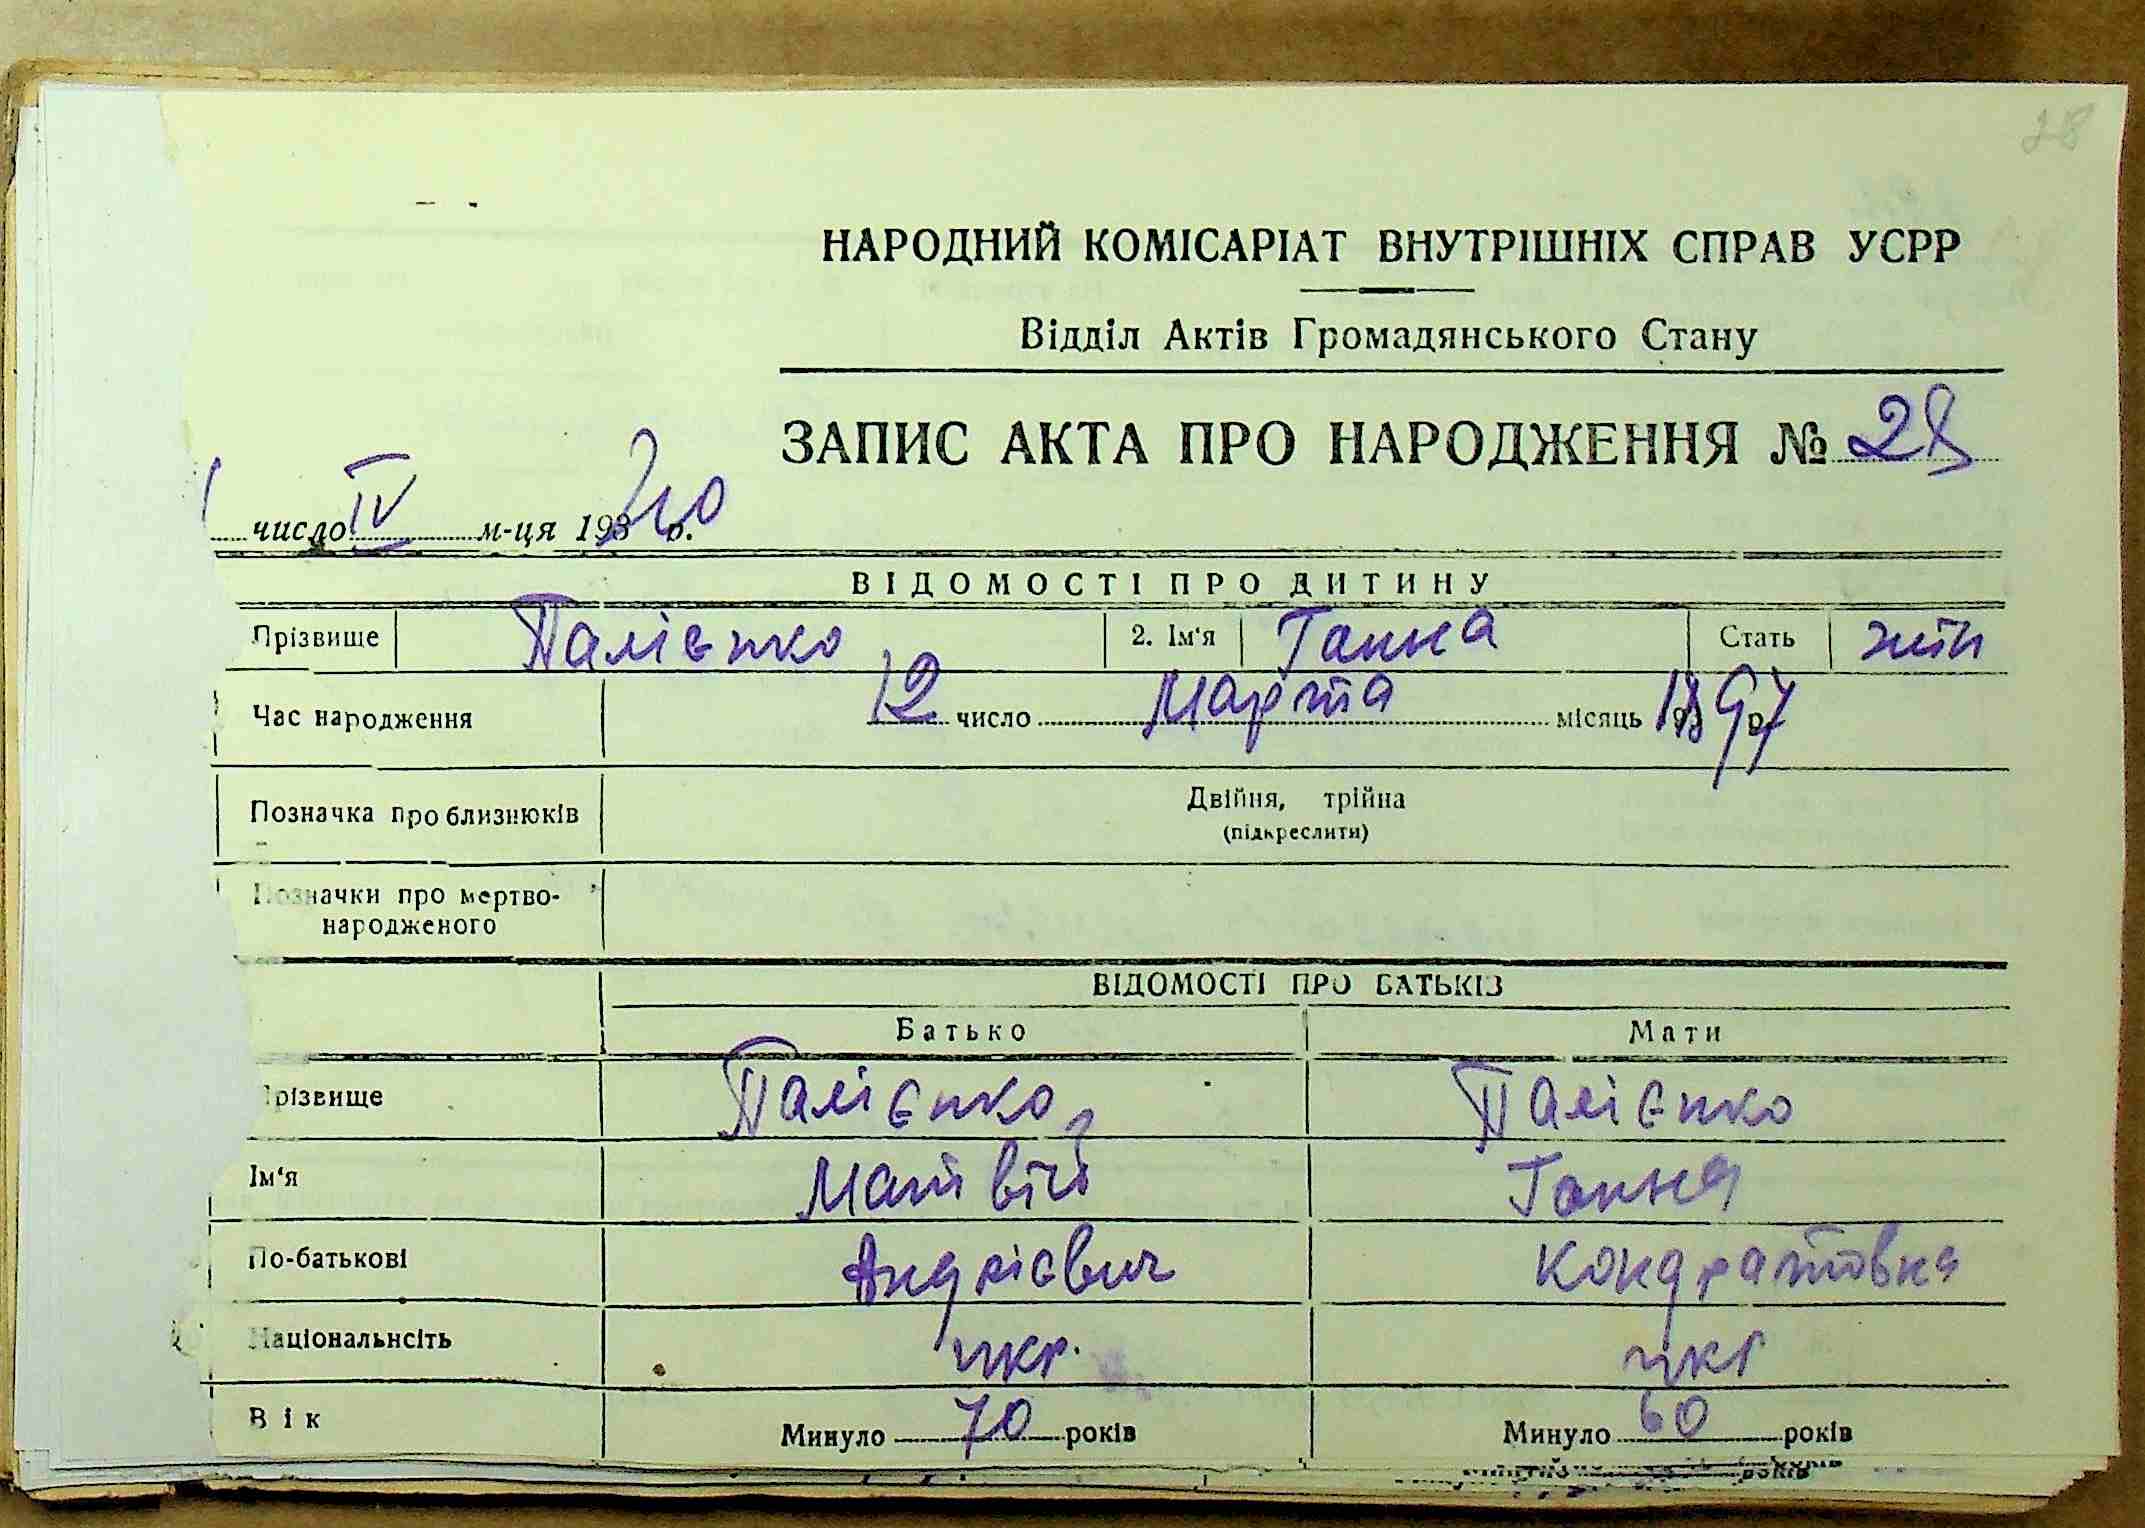 28
НАРОДНИЙ КОМІСАРІАТ ВНУТРІШНІХ СПРАВ УСРР
Відділ Актів Громадянського Стану
ЗАПИС АКТА ПРО НАРОДЖЕННЯ № 28
число IV м-ця 193 р.
ВІДОМОСТІ ПРО ДИТИНУ
Прізвище Палієнко 2. Ім'я Ганна Стать жін
Час народження 12 число Марта місяць 1897 р
Позначка про близнюків Двійня, трійна
(підкреслити)
Позначки про мертво-
народженого
ВІДОМОСТІ ПРО БАТЬКІВ
Батько Мати
Прізвище Палієнко Палієнко
Ім'я Матвій Ганна
По-батькові Андрієвич Кондратовна
Національність укр. укр
Вік Минуло 70 років Минуло 60 років